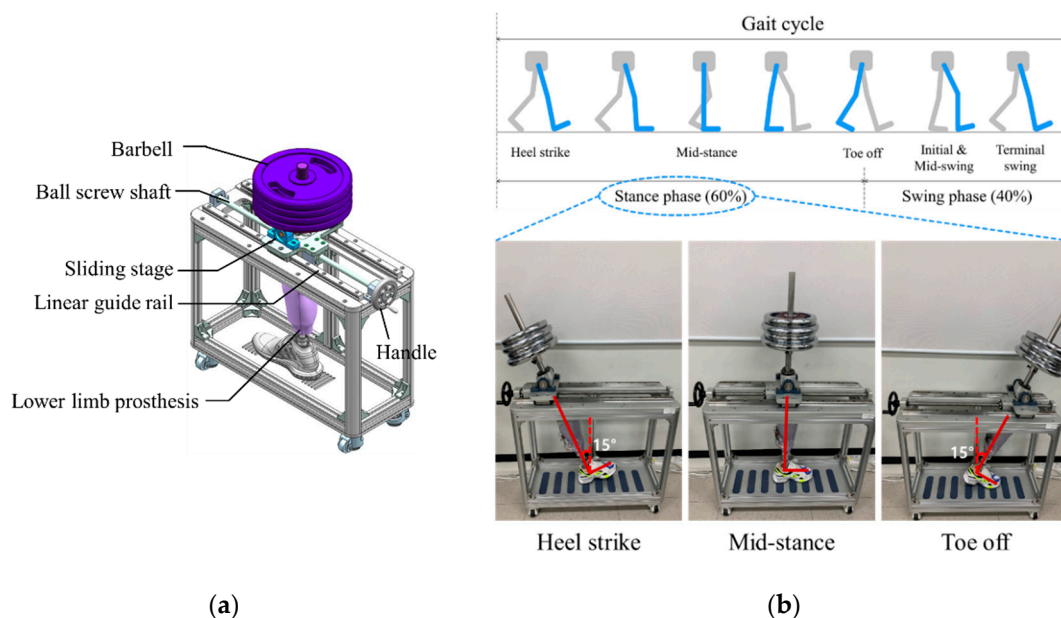 Barbell
Ball screw shaft
Sliding stage
Linear guide rail
Handle
Lower limb prosthesis
(a)
Gait cycle
Heel strike
Mid-stance
Toe off
Initial &
Mid-swing
Terminal
swing
Stance phase (60%)
Swing phase (40%)
15°
15°
Heel strike
Mid-stance
Toe off
(b)